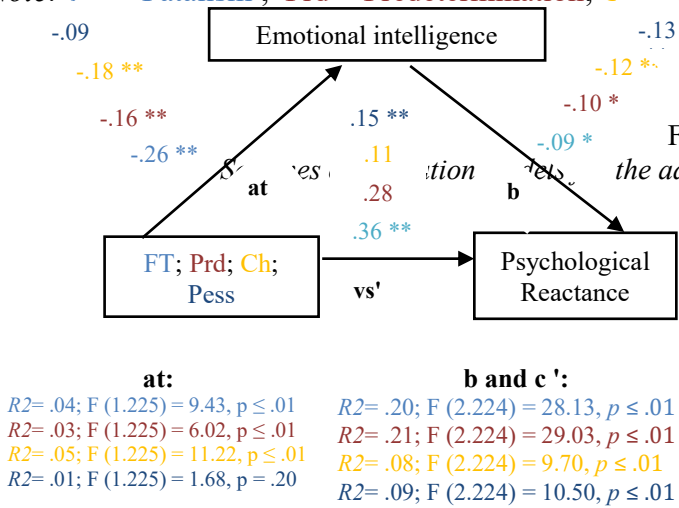 -.09
Emotional intelligence
-.13
-.18 **
-.12 *
-.16 **
.15 **
-.10 *
-.26 **
.11
-.09 *
the
at
.28
b
.36 **
FT; Prd; Ch;
Pess
Psychological
Reactance
vs'
at:
R2= .04; F (1.225) = 9.43, p ≤ .01
R2= .03; F (1.225) = 6.02, p ≤ .01
R2= .05; F (1.225) = 11.22, p ≤ .01
R2= .01; F (1.225) = 1.68, p = .20
b and c ':
R2= .20; F (2.224) = 28.13, p ≤ .01
R2= .21; F (2.224) = 29.03, p ≤ .01
R2= .08; F (2.224) = 9.70, p ≤ .01
R2= .09; F (2.224) = 10.50, p ≤ .01